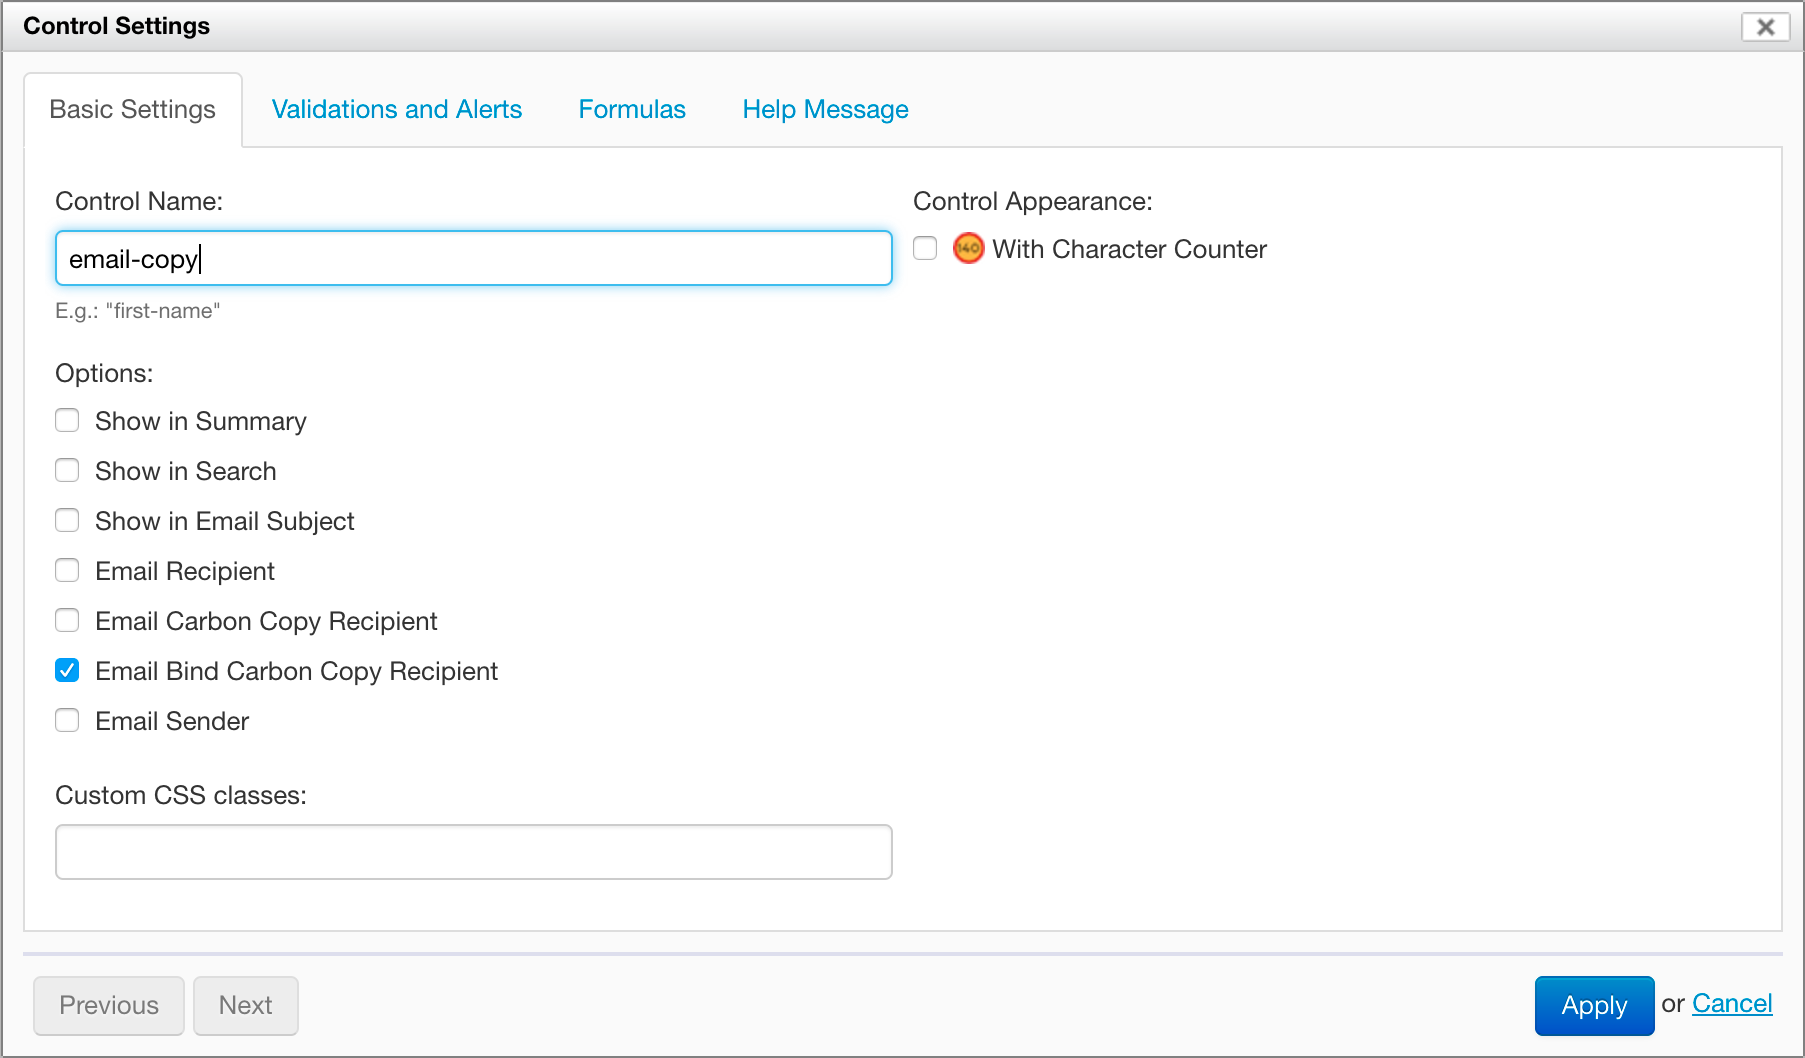 Control Settings
Basic Settings
Validations and Alerts
Formulas
Help Message
Control Name:
email-copy
E.g.: "first-name"
Control Appearance:
140 With Character Counter
Options:
Show in Summary
Show in Search
Show in Email Subject
Email Recipient
Email Carbon Copy Recipient
Email Bind Carbon Copy Recipient
Email Sender
Custom CSS classes:
Previous
Next
Apply or Cancel